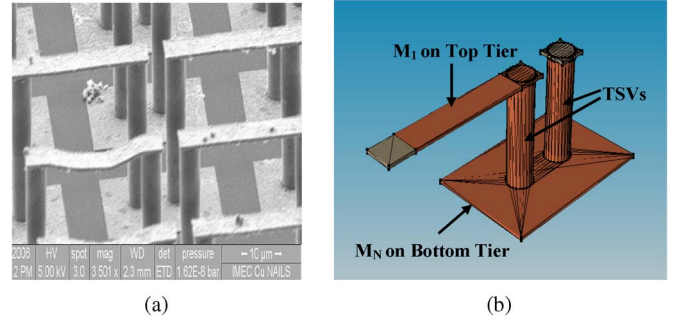 2006 HV spot mag WD det pressure ←10 μm→
2 PM 5.00 kV 3.0 3 501 x 2.3 mm ETD 1.62E-8 bar IMEC Cu NAILS
(a)
M1 on Top Tier
TSVs
MN on Bottom Tier
(b)